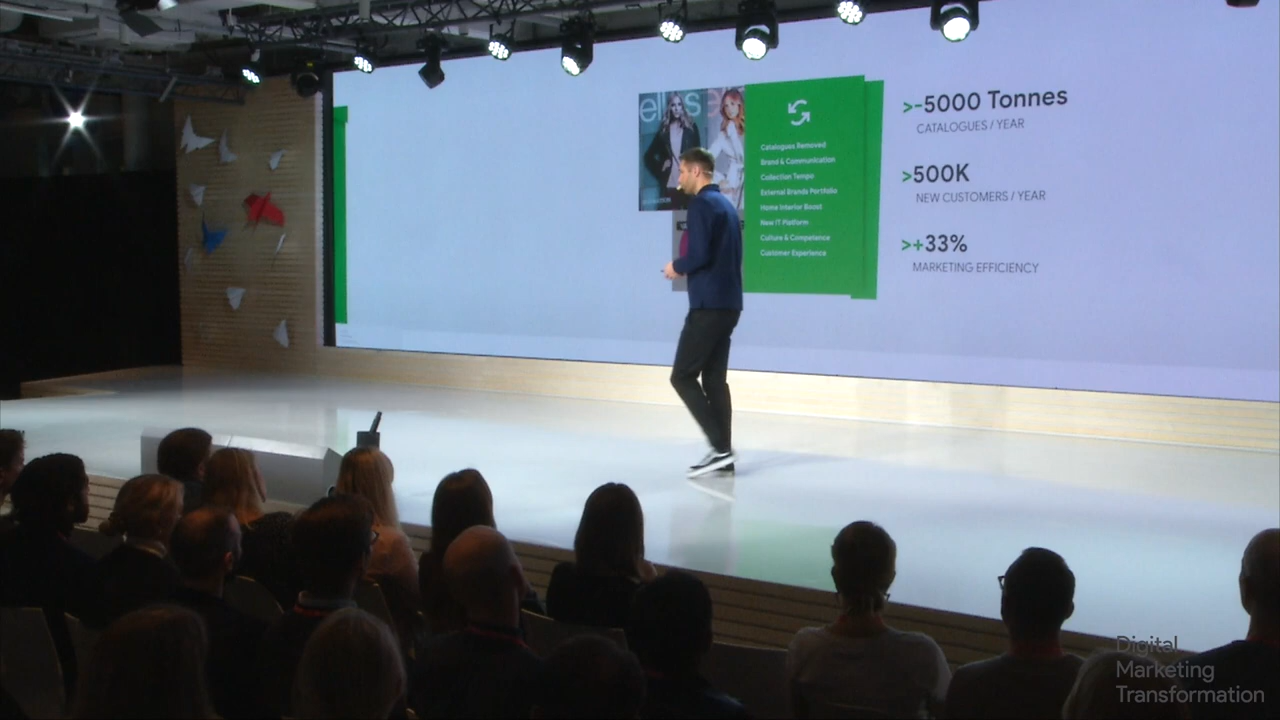 ellos
>-5000 Tonnes
CATALOGUES / YEAR
>500K
NEW CUSTOMERS / YEAR
>+33%
MARKETING EFFICIENCY
Catalogues Removed
Brand & Communication
Collection Tempo
External Brands Portfolio
Home Interior Boost
New IT Platform
Culture & Competence
Customer Experience
Digital
Marketing
Transformation